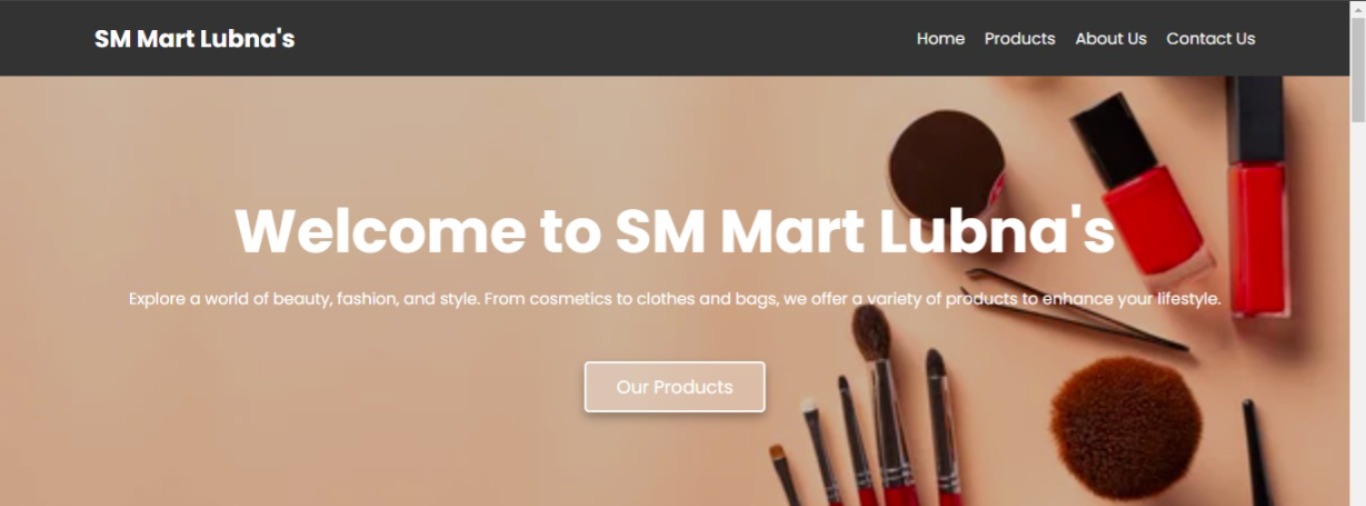 SM Mart Lubna's
Home Products About Us Contact Us
Welcome to SM Mart Lubna's
Explore a world of beauty, fashion, and style. From cosmetics to clothes and bags, we offer a variety of products to enhance your lifestyle.
Our Products